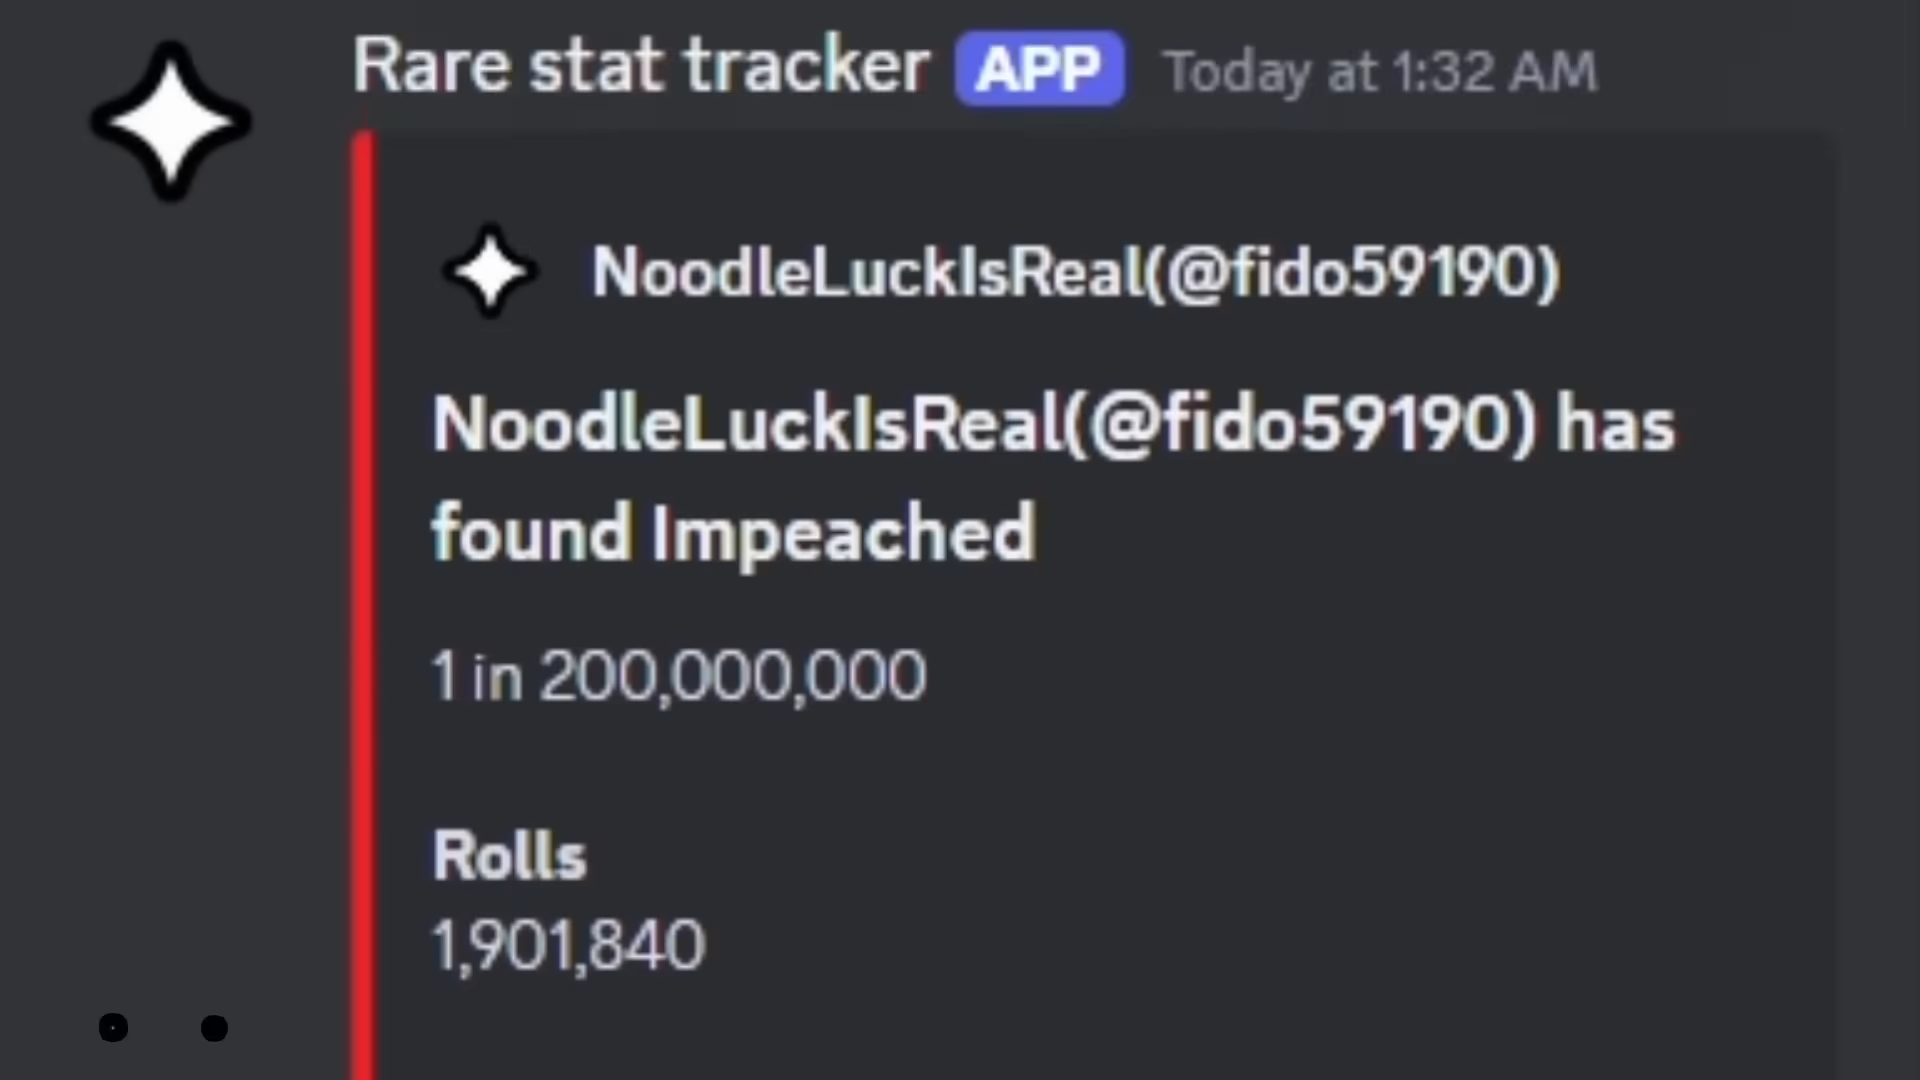 Rare stat tracker APP Today at 1:32 AM
NoodleLuckIsReal(@fido59190)
NoodleLuckIsReal(@fido59190) has
found Impeached
1 in 200,000,000
Rolls
1,901,840